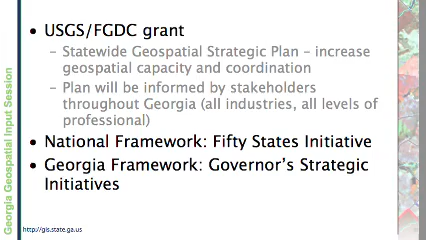 • USGS/FGDC grant
– Statewide Geospatial Strategic Plan – increase
geospatial capacity and coordination
– Plan will be informed by stakeholders
throughout Georgia (all industries, all levels of
professional)
• National Framework: Fifty States Initiative
• Georgia Framework: Governor's Strategic
Initiatives
Georgia Geospatial Input Session
http://gis.state.ga.us